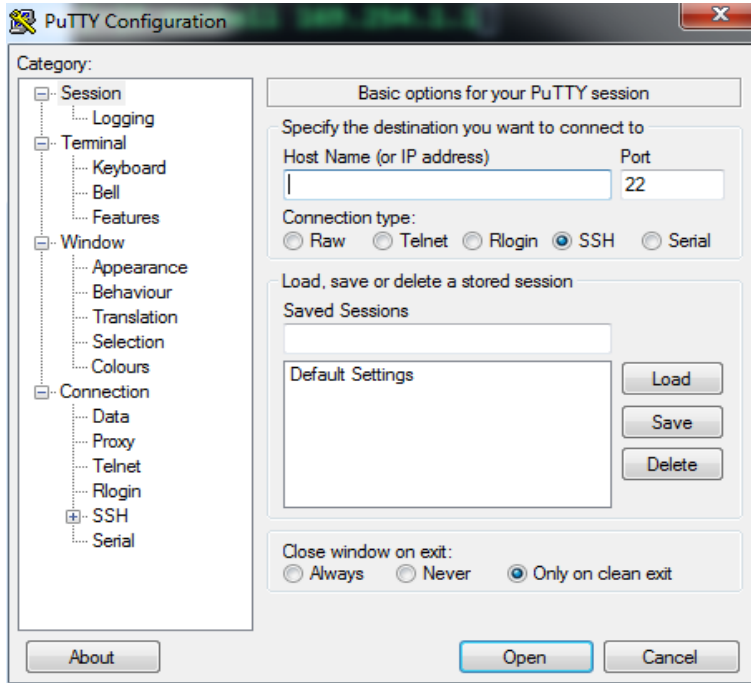 PuTTY Configuration
Category:
Session
Logging
Terminal
Keyboard
Bell
Features
Window
Appearance
Behaviour
Translation
Selection
Colours
Connection
Data
Proxy
Telnet
Rlogin
SSH
Serial
Basic options for your PuTTY session
Specify the destination you want to connect to
Host Name (or IP address) Port
22
Connection type:
Raw Telnet Rlogin SSH Serial
Load, save or delete a stored session
Saved Sessions
Default Settings
Load
Save
Delete
Close window on exit:
Always Never Only on clean exit
About Open Cancel